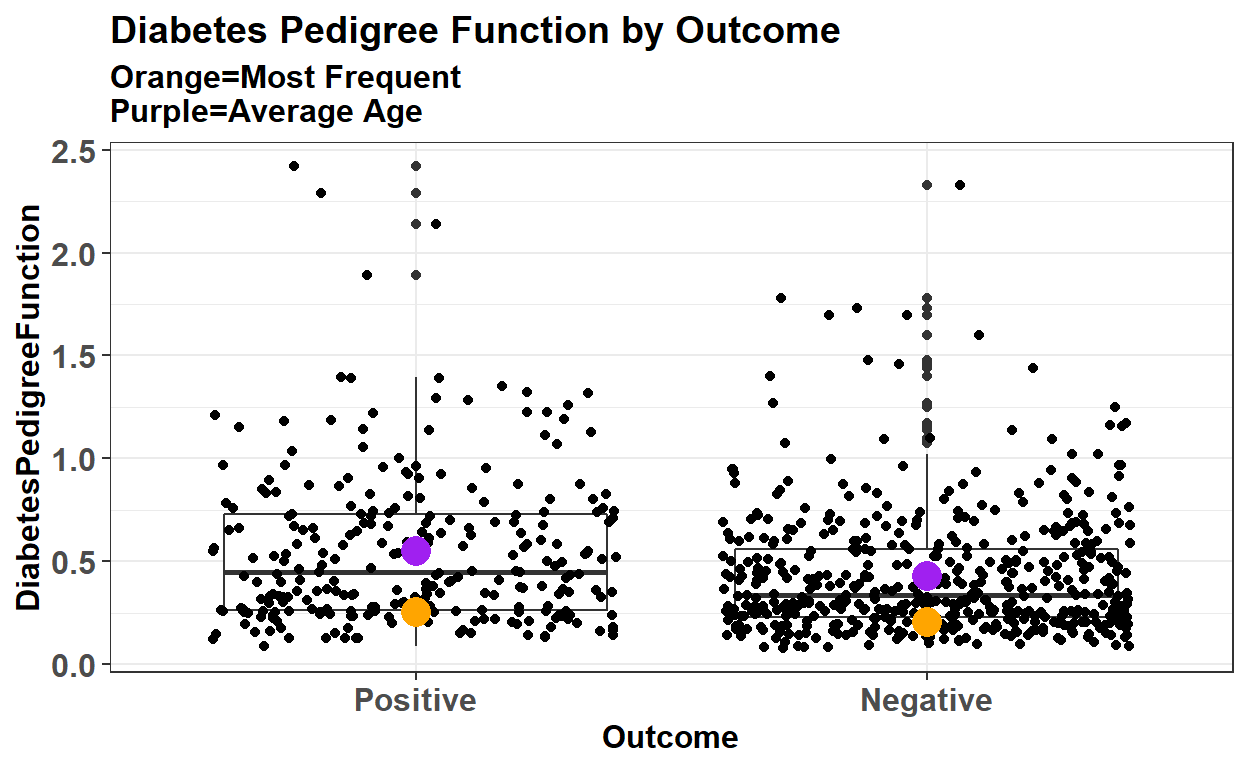 Diabetes Pedigree Function by Outcome
Orange=Most Frequent
Purple=Average Age
DiabetesPedigreeFunction
2.5
2.0
1.5
1.0
0.5
0.0
Positive Negative
Outcome